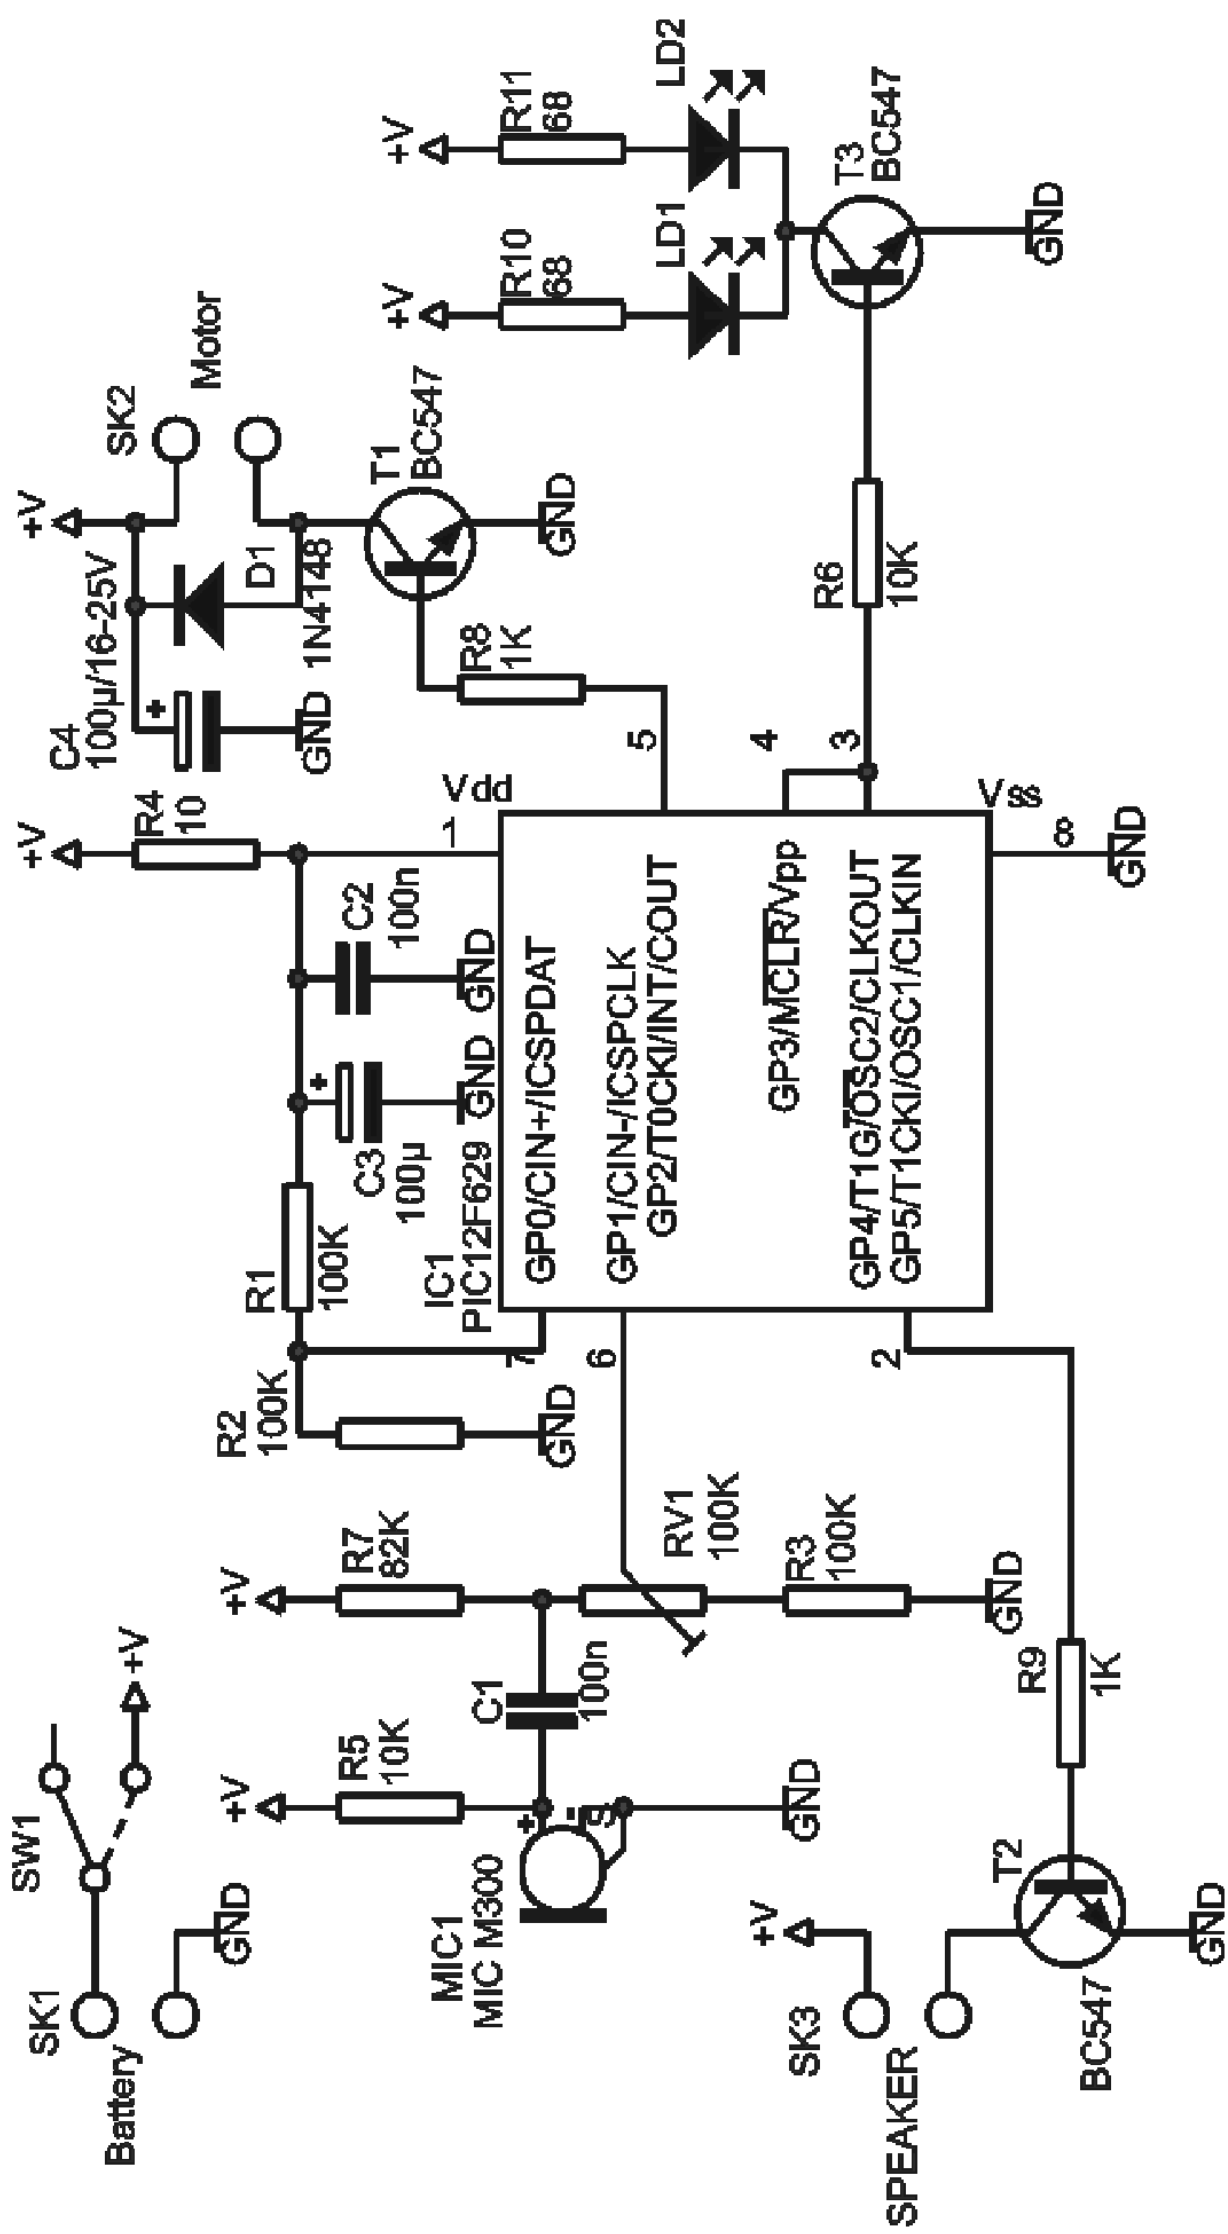 SK1
Battery
SW1
+V
GND
MIC1
MIC M300
+V
R5
10K
+
-
GND
C1
100n
+V
R7
82K
RV1
100K
R3
100K
GND
SK3
SPEAKER
+V
T2
BC547
GND
R9
1K
R2
100K
GND
R1
100K
C3
100µ
+
GND
C2
100n
GND
+V
R4
10
IC1
PIC12F629
Vdd
1
7
6
2
5
4
3
Vss
8
GND
GP0/CIN+/ICSPDAT
GP1/CIN-/ICSPCLK
GP2/T0CKI/INT/COUT
GP3/MCLR/Vpp
GP4/T1G/OSC2/CLKOUT
GP5/T1CKI/OSC1/CLKIN
C4
100µ/16-25V
+
GND
+V
D1
1N4148
SK2
Motor
R8
1K
T1
BC547
GND
R6
10K
+V
R10
68
LD1
+V
R11
68
LD2
T3
BC547
GND